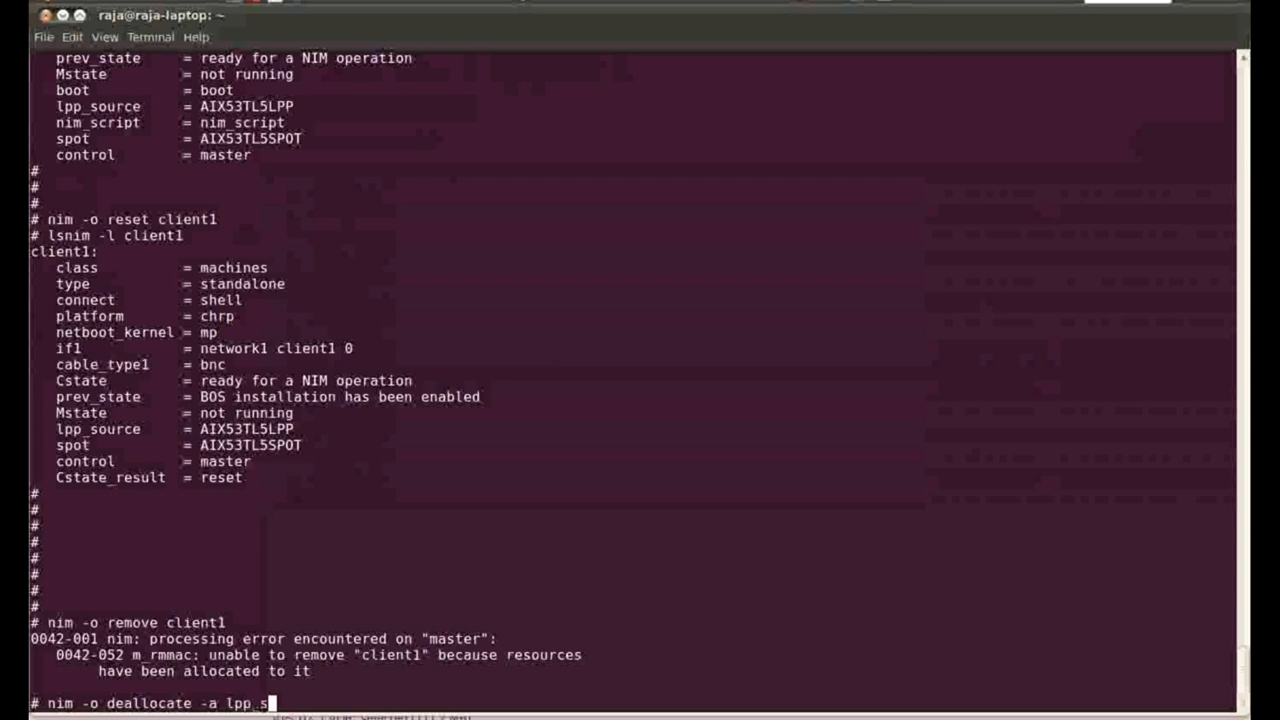 raja@raja-laptop: ~
File Edit View Terminal Help
prev_state = ready for a NIM operation
Mstate = not running
boot = boot
lpp_source = AIX53TL5LPP
nim_script = nim_script
spot = AIX53TL5SPOT
control = master
#
#
#
# nim -o reset client1
# lsnim -l client1
client1:
class = machines
type = standalone
connect = shell
platform = chrp
netboot_kernel = mp
if1 = network1 client1 0
cable_type1 = bnc
Cstate = ready for a NIM operation
prev_state = BOS installation has been enabled
Mstate = not running
lpp_source = AIX53TL5LPP
spot = AIX53TL5SPOT
control = master
Cstate_result = reset
#
#
#
#
#
#
#
#
# nim -o remove client1
0042-001 nim: processing error encountered on "master":
0042-052 m_rmmac: unable to remove "client1" because resources
have been allocated to it
# nim -o deallocate -a lpp_s